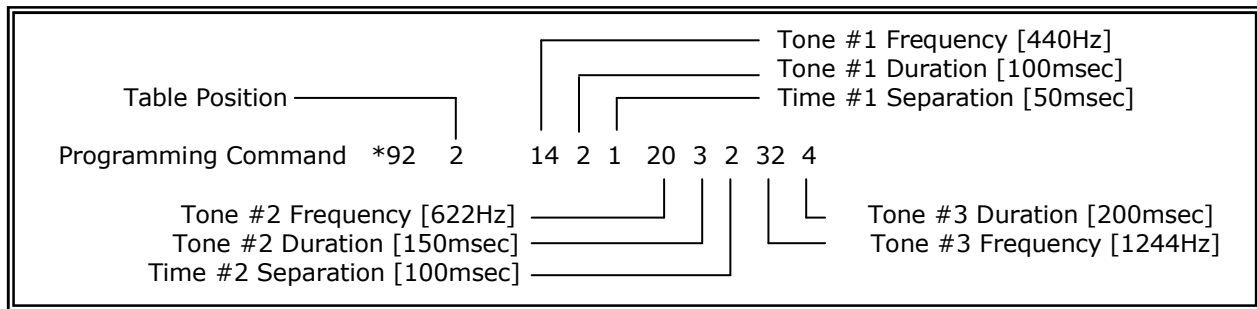 Tone #1 Frequency [440Hz]
Tone #1 Duration [100msec]
Table Position
Time #1 Separation [50msec]
Programming Command *92 2 14 2 1 20 3 2 32 4
Tone #2 Frequency [622Hz]
Tone #3 Duration [200msec]
Tone #2 Duration [150msec]
Tone #3 Frequency [1244Hz]
Time #2 Separation [100msec]